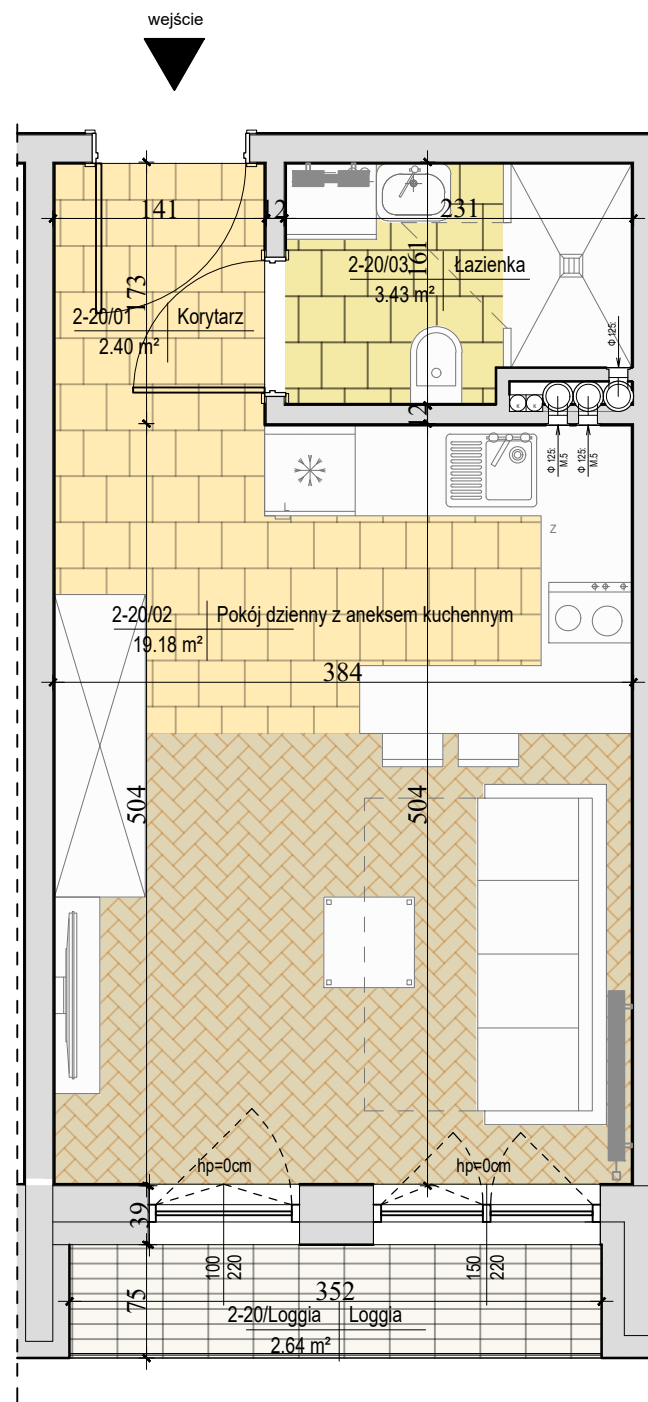 wejście
141
12
231
161
173
2-20/03 Łazienka
3.43 m²
2-20/01 Korytarz
2.40 m²
Φ 125:
12
Φ 125:
M.5
Φ 125:
M.5
Z
2-20/02 Pokój dzienny z aneksem kuchennym
19.18 m²
384
504
504
hp=0cm
hp=0cm
39
100
220
150
220
75
352
2-20/Loggia Loggia
2.64 m²